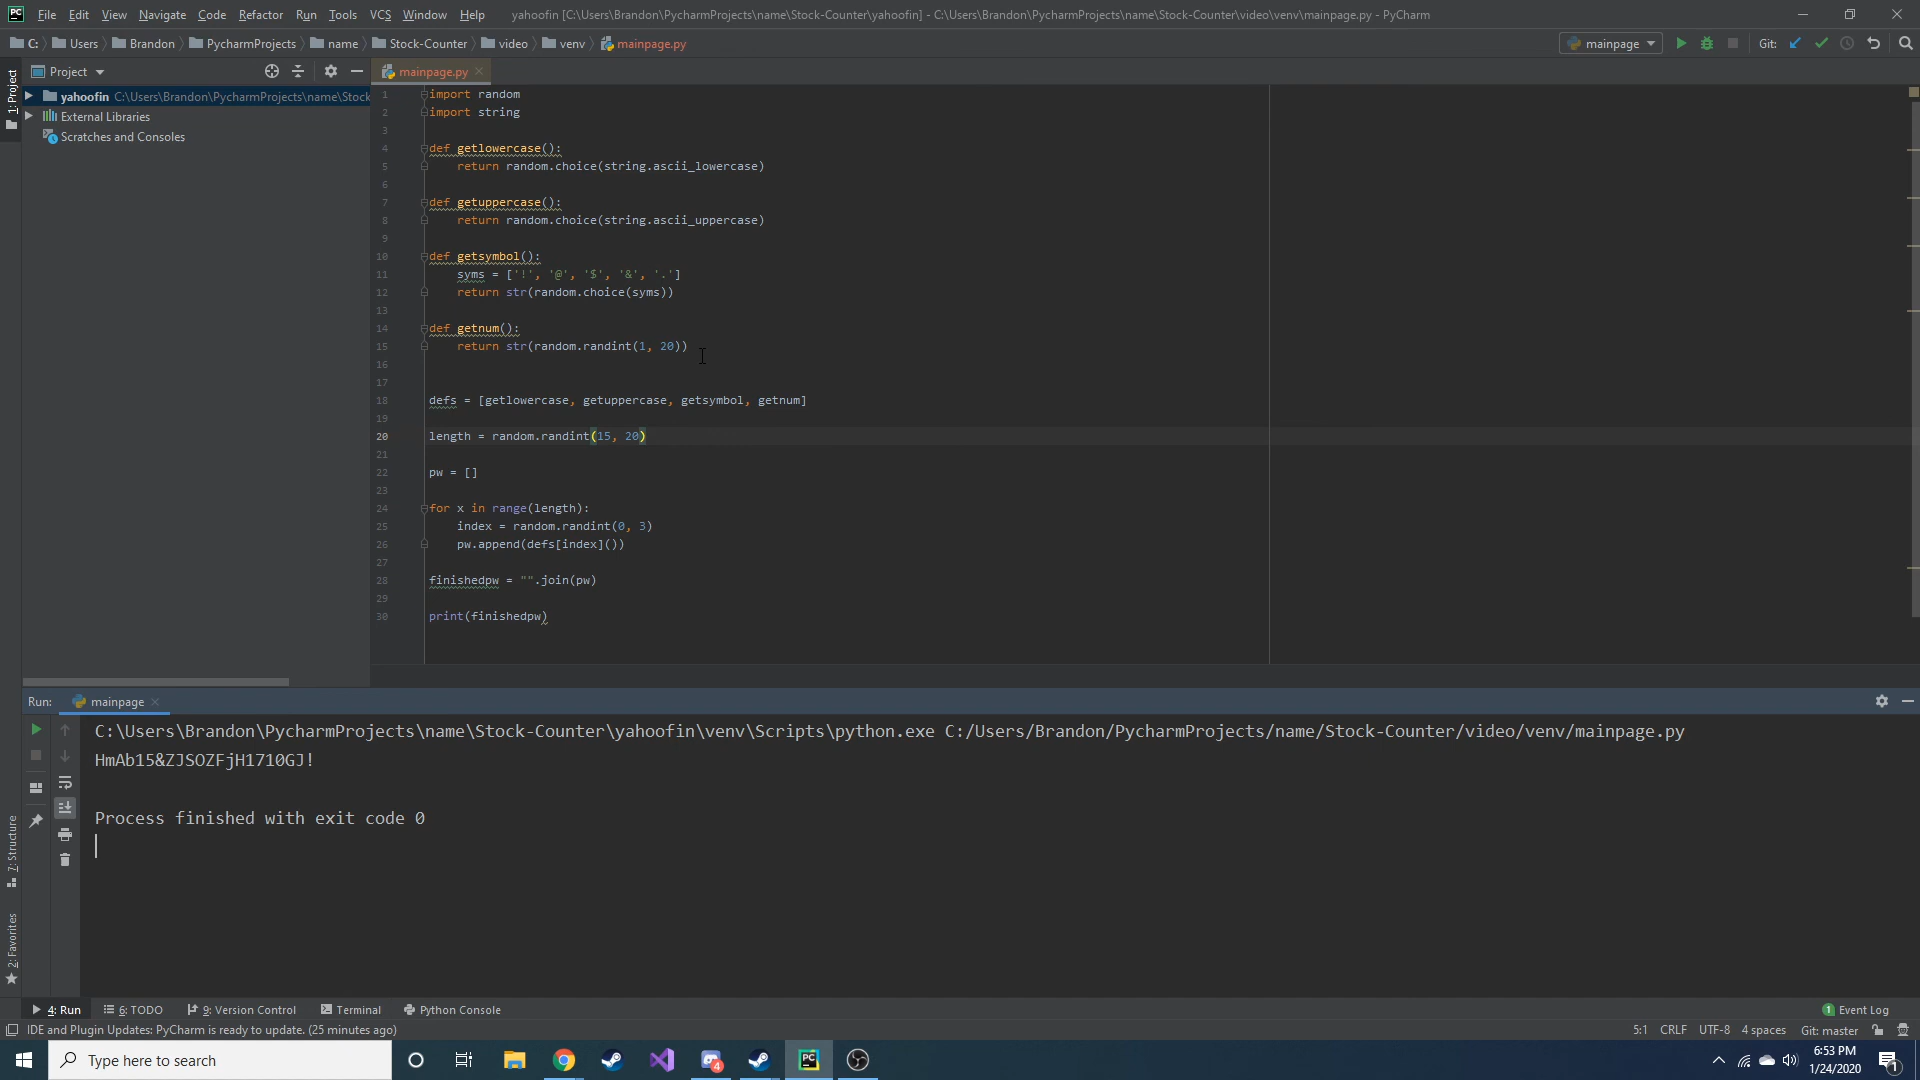 File Edit View Navigate Code Refactor Run Tools VCS Window Help yahoofin [C:\Users\Brandon\PycharmProjects\name\Stock-Counter\yahoofin] - C:\Users\Brandon\PycharmProjects\name\Stock-Counter\video\venv\mainpage.py - PyCharm
C: Users Brandon PycharmProjects name Stock-Counter video venv mainpage.py mainpage Git:
Project mainpage.py
1: Project
yahoofin C:\Users\Brandon\PycharmProjects\name\Stock
External Libraries
Scratches and Consoles
1 import random
2 import string
3
4 def getlowercase():
5     return random.choice(string.ascii_lowercase)
6
7 def getuppercase():
8     return random.choice(string.ascii_uppercase)
9
10 def getsymbol():
11     syms = ['!', '@', '$', '&', '.']
12     return str(random.choice(syms))
13
14 def getnum():
15     return str(random.randint(1, 20))
16
17
18 defs = [getlowercase, getuppercase, getsymbol, getnum]
19
20 length = random.randint(15, 20)
21
22 pw = []
23
24 for x in range(length):
25     index = random.randint(0, 3)
26     pw.append(defs[index]())
27
28 finishedpw = "".join(pw)
29
30 print(finishedpw)
Run: mainpage
C:\Users\Brandon\PycharmProjects\name\Stock-Counter\yahoofin\venv\Scripts\python.exe C:/Users/Brandon/PycharmProjects/name/Stock-Counter/video/venv/mainpage.py
HmAb15&ZJSOZFjH1710GJ!
Process finished with exit code 0
7: Structure
2: Favorites
4: Run 6: TODO 9: Version Control Terminal Python Console 1 Event Log
IDE and Plugin Updates: PyCharm is ready to update. (25 minutes ago) 5:1 CRLF UTF-8 4 spaces Git: master
Type here to search 4 PC 6:53 PM
1/24/2020 1